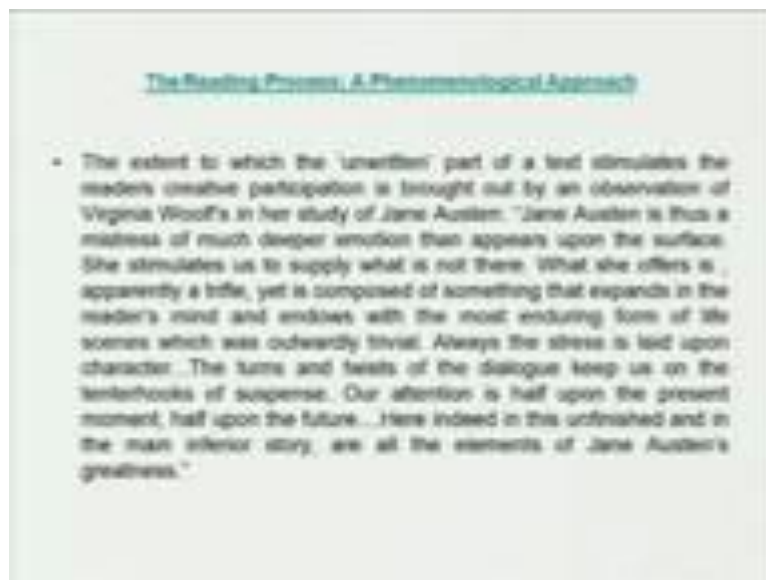 The Reading Process: A Phenomenological Approach
• The extent to which the 'unwritten' part of a text stimulates the
readers creative participation is brought out by an observation of
Virginia Woolf's in her study of Jane Austen: "Jane Austen is thus a
mistress of much deeper emotion than appears upon the surface.
She stimulates us to supply what is not there. What she offers is ,
apparently a trifle, yet is composed of something that expands in the
reader's mind and endows with the most enduring form of life
scenes which was outwardly trivial. Always the stress is laid upon
character...The turns and twists of the dialogue keep us on the
tenterhooks of suspense. Our attention is half upon the present
moment, half upon the future....Here indeed in this unfinished and in
the main inferior story, are all the elements of Jane Austen's
greatness."